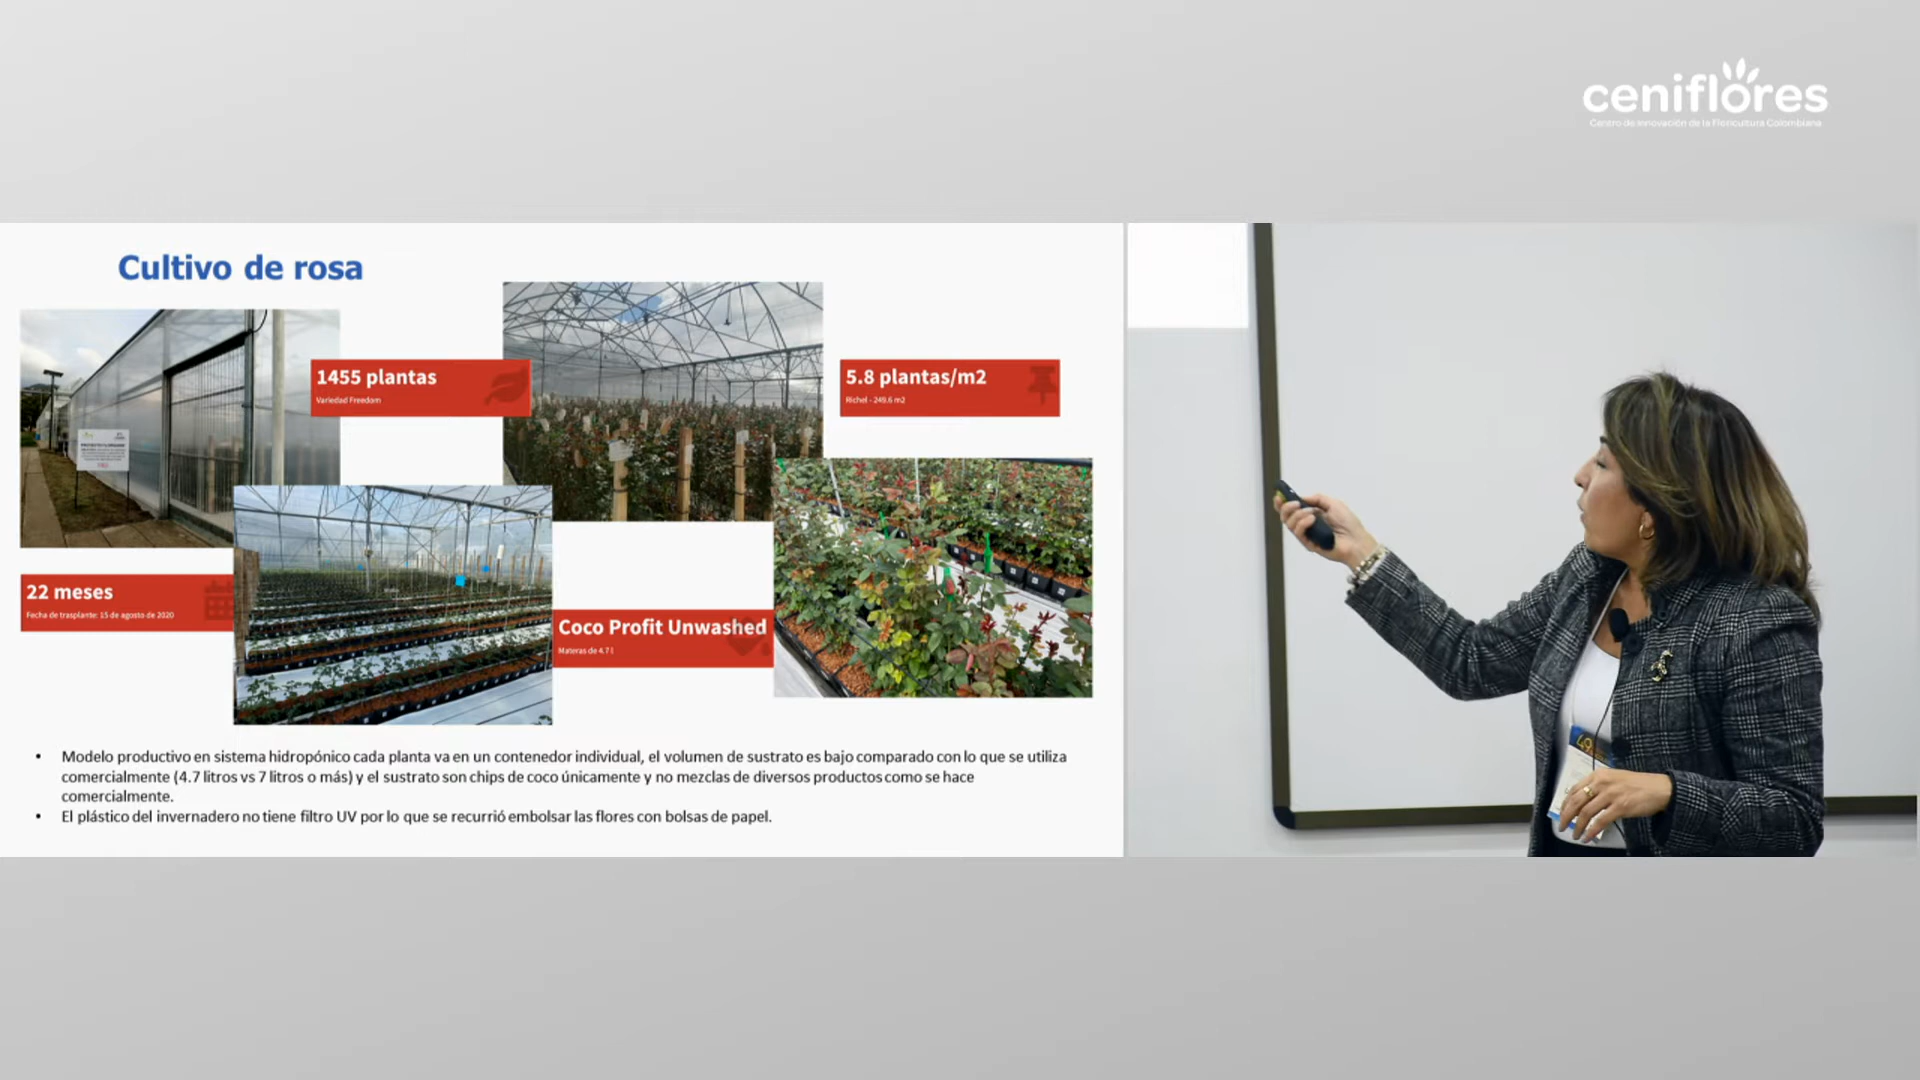 ceniflores
Centro de Innovación de la Floricultura Colombiana
Cultivo de rosa
1455 plantas
Variedad Freedom
5.8 plantas/m2
Richel - 249.6 m2
22 meses
Fecha de trasplante: 15 de agosto de 2020
Coco Profit Unwashed
Materas de 4.7 l
• Modelo productivo en sistema hidropónico cada planta va en un contenedor individual, el volumen de sustrato es bajo comparado con lo que se utiliza
comercialmente (4.7 litros vs 7 litros o más) y el sustrato son chips de coco únicamente y no mezclas de diversos productos como se hace
comercialmente.
• El plástico del invernadero no tiene filtro UV por lo que se recurrió embolsar las flores con bolsas de papel.